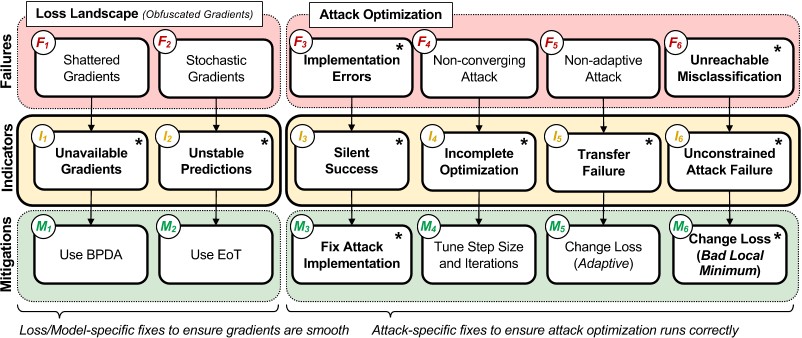 Loss Landscape (Obfuscated Gradients)
Attack Optimization
Failures
F1
Shattered
Gradients
F2
Stochastic
Gradients
F3
Implementation
Errors
*
F4
Non-converging
Attack
F5
Non-adaptive
Attack
F6
Unreachable
Misclassification
*
Indicators
I1
Unavailable
Gradients
*
I2
Unstable
Predictions
*
I3
Silent
Success
*
I4
Incomplete
Optimization
*
I5
Transfer
Failure
*
I6
Unconstrained
Attack Failure
*
Mitigations
M1
Use BPDA
M2
Use EoT
M3
Fix Attack
Implementation
*
M4
Tune Step Size
and Iterations
M5
Change Loss
(Adaptive)
M6
Change Loss
(Bad Local
Minimum)
*
Loss/Model-specific fixes to ensure gradients are smooth
Attack-specific fixes to ensure attack optimization runs correctly